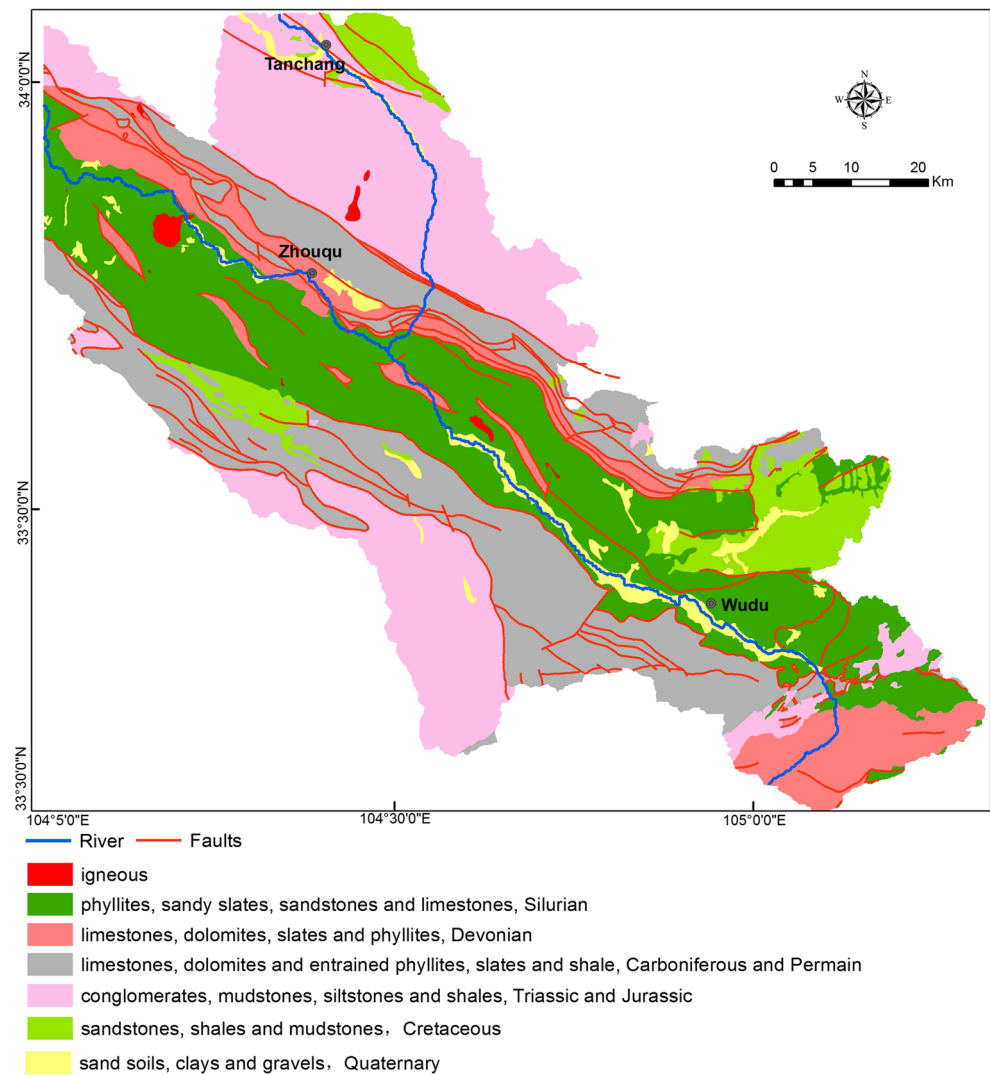 Tanchang
34°0'0"N
N
W E
S
0 5 10 20
Km
Zhouqu
33°30'0"N
Wudu
33°30'0"N
104°5'0"E 104°30'0"E 105°0'0"E
River Faults
igneous
phyllites, sandy slates, sandstones and limestones, Silurian
limestones, dolomites, slates and phyllites, Devonian
limestones, dolomites and entrained phyllites, slates and shale, Carboniferous and Permain
conglomerates, mudstones, siltstones and shales, Triassic and Jurassic
sandstones, shales and mudstones，Cretaceous
sand soils, clays and gravels，Quaternary